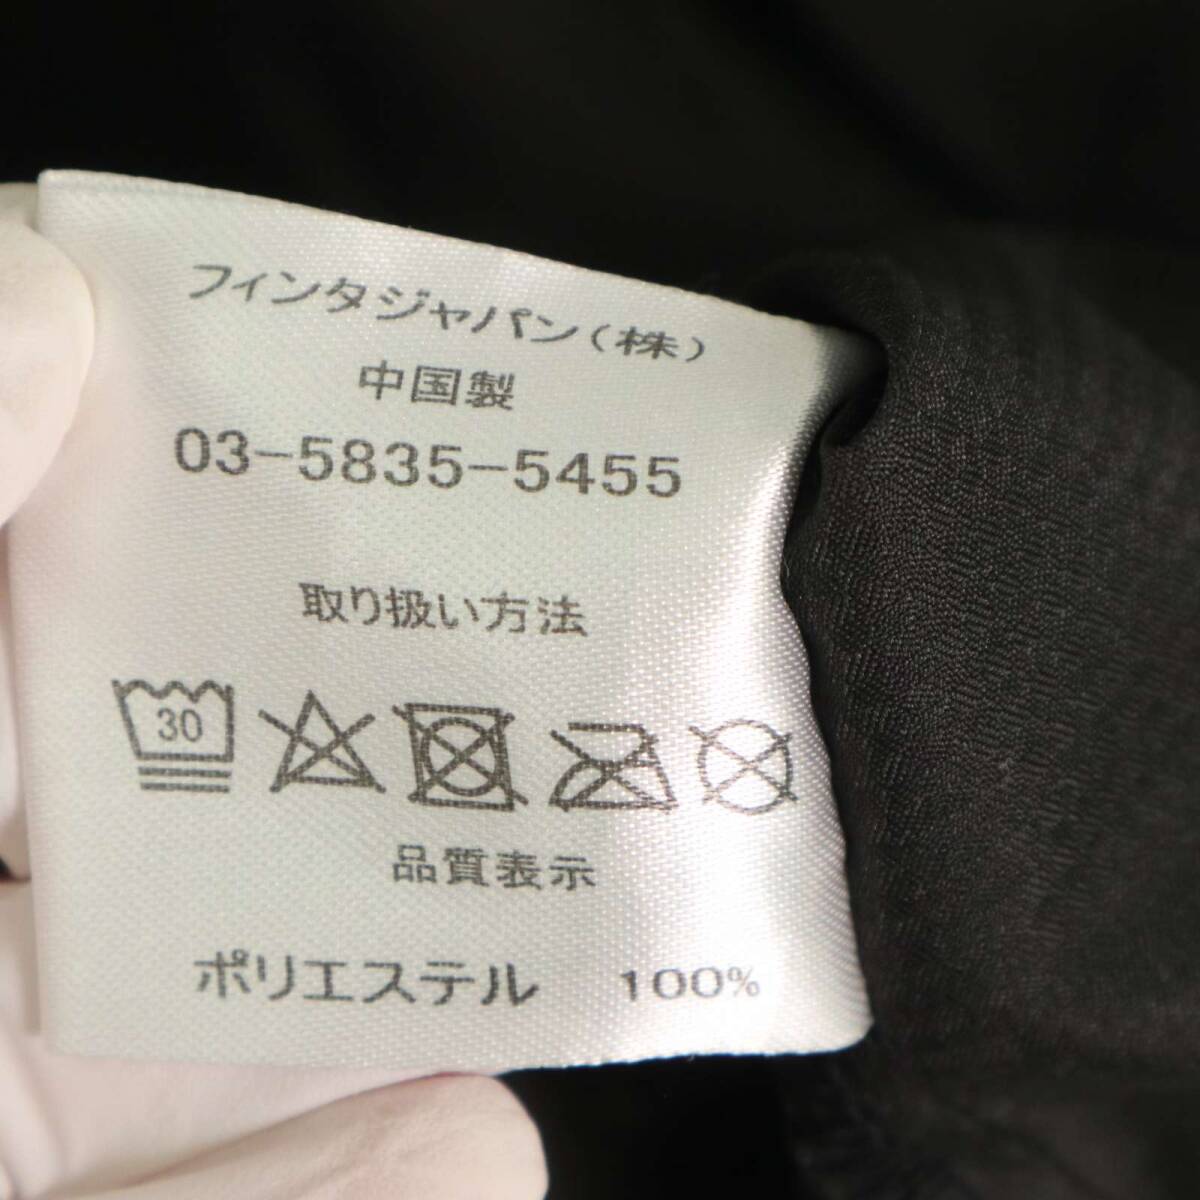 フィンタジャパン(株)
中国製
03-5835-5455
取り扱い方法
30
品質表示
ポリエステル 100%